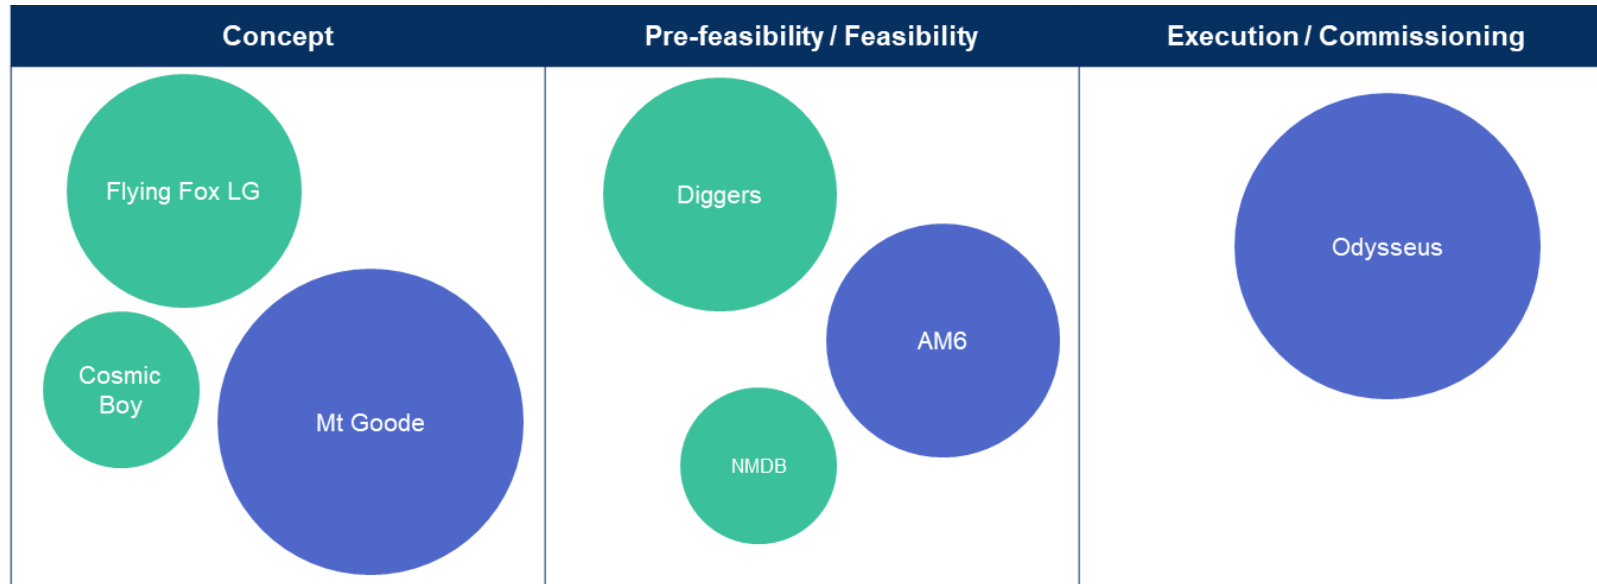 Concept
Pre-feasibility / Feasibility
Execution / Commissioning
Flying Fox LG
Cosmic
Boy
Mt Goode
Diggers
AM6
NMDB
Odysseus